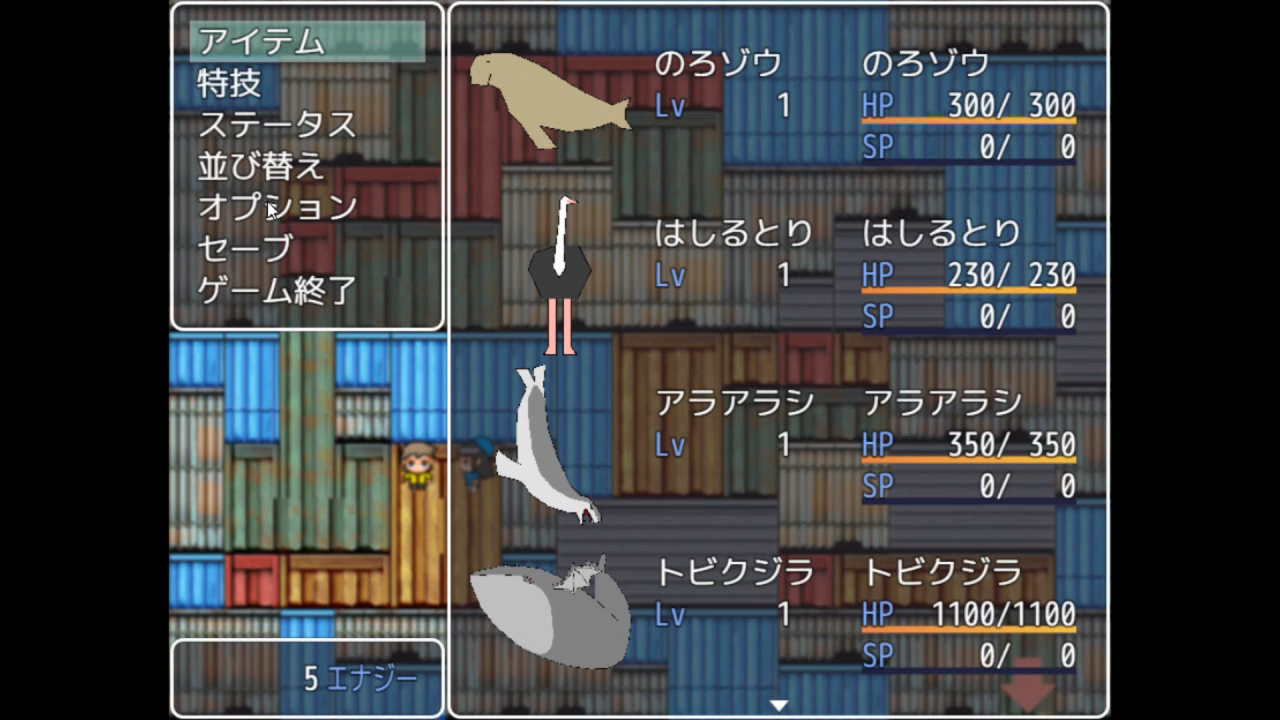 アイテム
特技
ステータス
並び替え
オプション
セーブ
ゲーム終了
5 エナジー
のろゾウ のろゾウ
Lv 1 HP 300/ 300
SP 0/ 0
はしるとり はしるとり
Lv 1 HP 230/ 230
SP 0/ 0
アラアラシ アラアラシ
Lv 1 HP 350/ 350
SP 0/ 0
トビクジラ トビクジラ
Lv 1 HP 1100/1100
SP 0/ 0